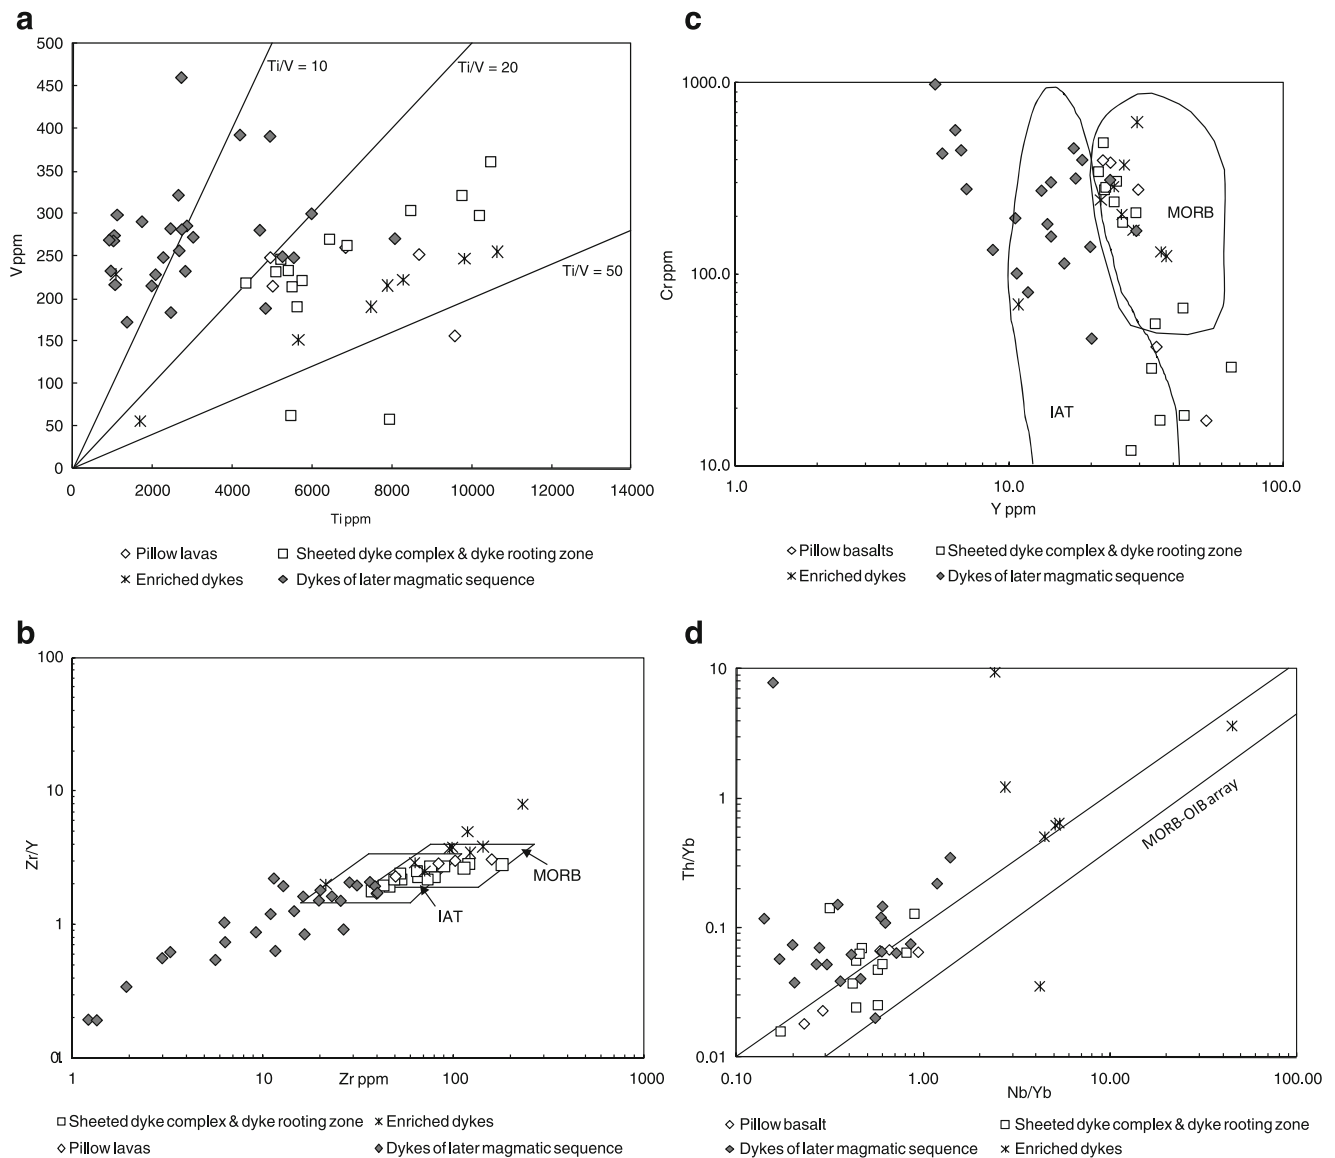 a
500
450
400
350
300
250
200
150
100
50
0
V ppm
Ti/V = 10
Ti/V = 20
Ti/V = 50
0 2000 4000 6000 8000 10000 12000 14000
Ti ppm
Pillow lavas Sheeted dyke complex & dyke rooting zone
Enriched dykes Dykes of later magmatic sequence
c
1000.0
100.0
10.0
Cr ppm
MORB
IAT
1.0 10.0 100.0
Y ppm
Pillow basalts Sheeted dyke complex & dyke rooting zone
Enriched dykes Dykes of later magmatic sequence
b
100
10
1
0.1
Zr/Y
MORB
IAT
1 10 100 1000
Zr ppm
Sheeted dyke complex & dyke rooting zone Enriched dykes
Pillow lavas Dykes of later magmatic sequence
d
10
1
0.1
0.01
Th/Yb
MORB-OIB array
0.10 1.00 10.00 100.00
Nb/Yb
Pillow basalt Sheeted dyke complex & dyke rooting zone
Dykes of later magmatic sequence Enriched dykes